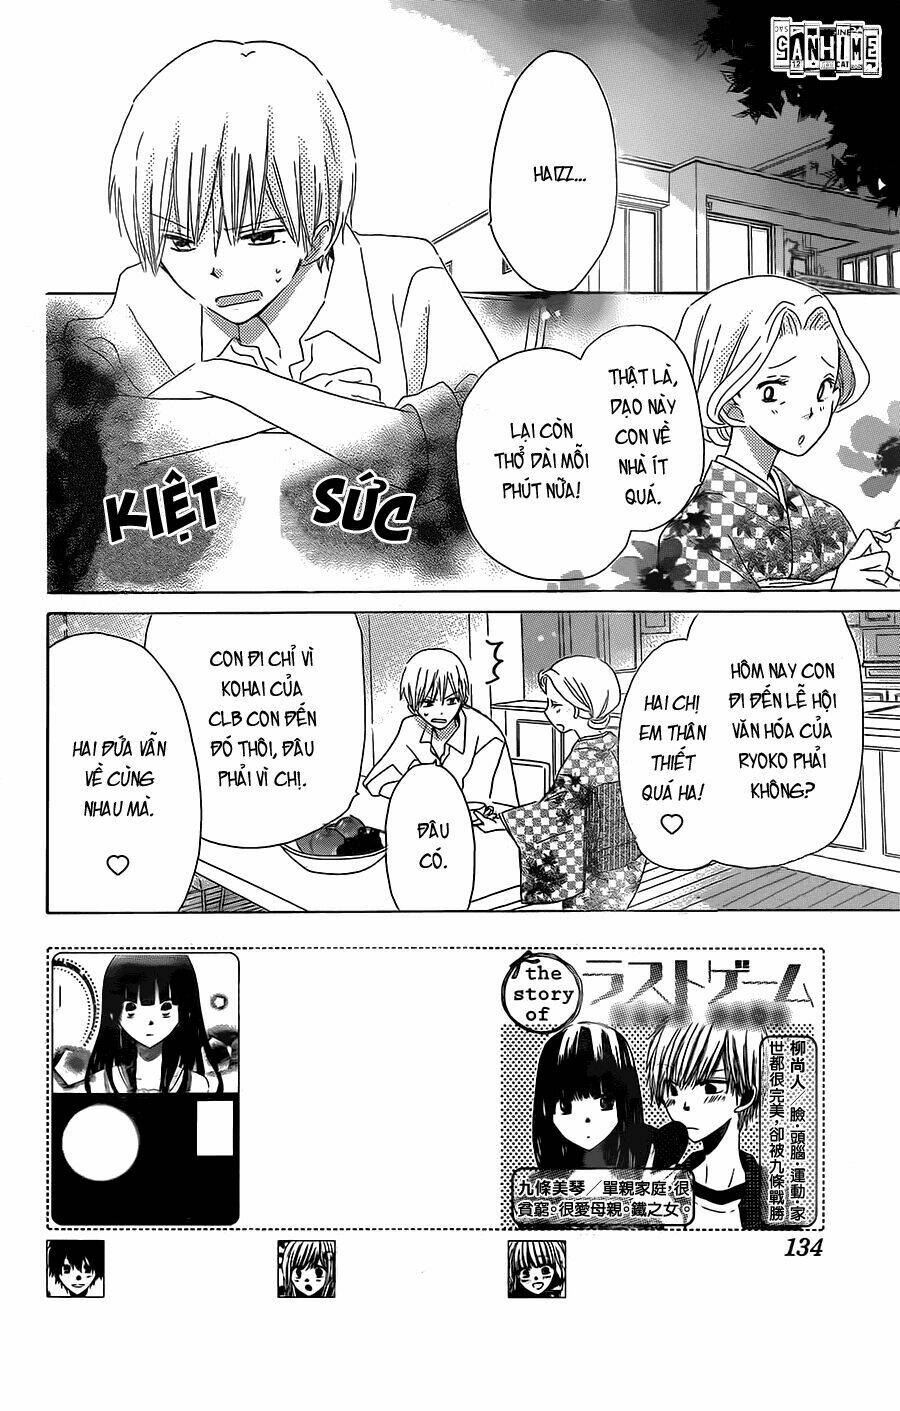 SANHIME
HAIZZ...
THẬT LÀ,
DẠO NÀY
CON VỀ
NHÀ ÍT
QUÁ.
LẠI CÒN
THỞ DÀI MỖI
PHÚT NỮA!
KIỆT SỨC
HÔM NAY CON
ĐI ĐẾN LỄ HỘI
VĂN HÓA CỦA
RYOKO PHẢI
KHÔNG?
HAI CHỊ
EM THÂN
THIẾT
QUÁ HA!
♡
ĐÂU
CÓ.
CON ĐI CHỈ VÌ
KOHAI CỦA
CLB CON ĐẾN
ĐÓ THÔI, ĐÂU
PHẢI VÌ CHỊ.
HAI ĐỨA VẪN
VỀ CÙNG
NHAU MÀ.
♡
the
story
of
ラストゲーム
柳尚人／臉·頭腦·運動·家
世都很完美，卻被九條戰勝
九條美琴／單親家庭，很
貧窮。很愛母親。鐵之女。
134